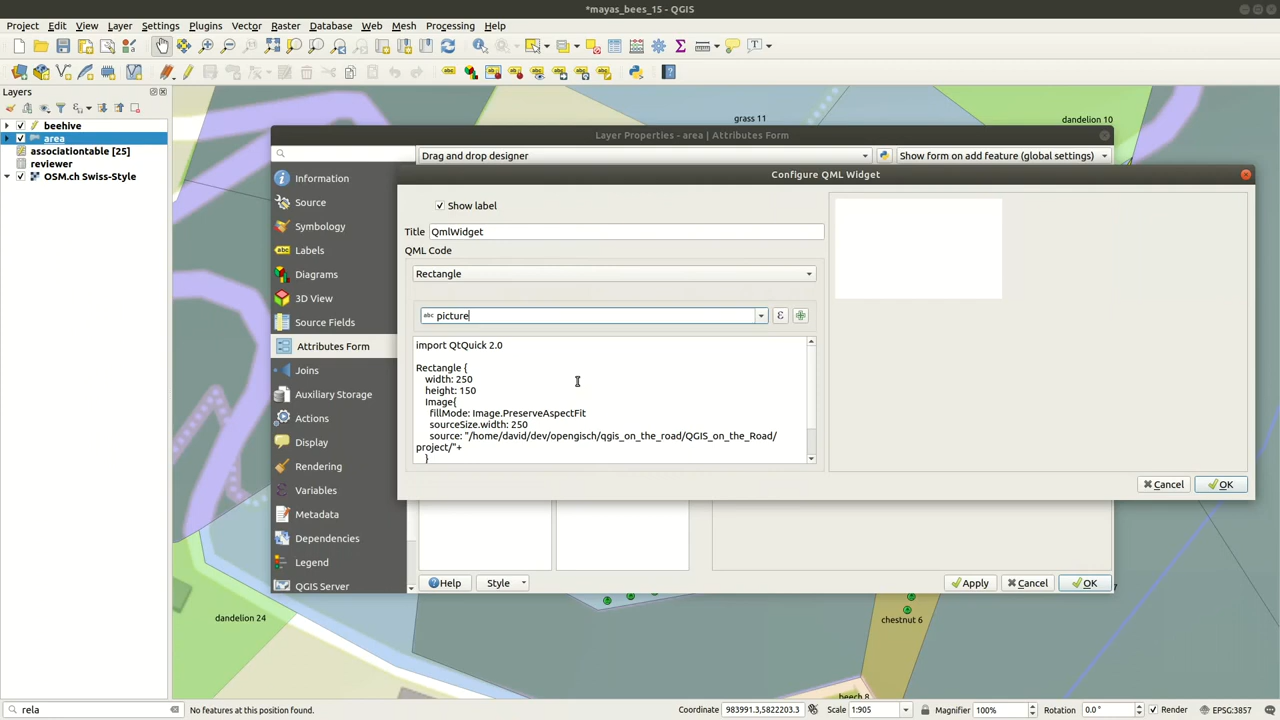 *mayas_bees_15 - QGIS
Project Edit View Layer Settings Plugins Vector Raster Database Web Mesh Processing Help
Layers
beehive
area
associationtable [25]
reviewer
OSM.ch Swiss-Style
grass 11
dandelion 10
Layer Properties - area | Attributes Form
Drag and drop designer
Show form on add feature (global settings)
Information
Source
Symbology
Labels
Diagrams
3D View
Source Fields
Attributes Form
Joins
Auxiliary Storage
Actions
Display
Rendering
Variables
Metadata
Dependencies
Legend
QGIS Server
Configure QML Widget
Show label
Title QmlWidget
QML Code
Rectangle
abc picture
ε
import QtQuick 2.0
Rectangle {
width: 250
height: 150
Image{
fillMode: Image.PreserveAspectFit
sourceSize.width: 250
source: "/home/david/dev/opengisch/qgis_on_the_road/QGIS_on_the_Road/
project/"+
}
Cancel OK
Help Style Apply Cancel OK
dandelion 24
chestnut 6
beech 8
rela
No features at this position found.
Coordinate 983991.3,5822203.3 Scale 1:905 Magnifier 100% Rotation 0.0 ° Render EPSG:3857